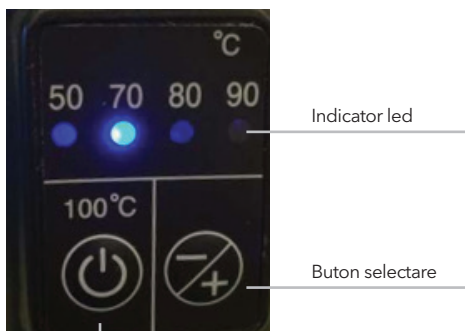 °C
50 70 80 90
Indicator led
100°C
-/+
Buton selectare